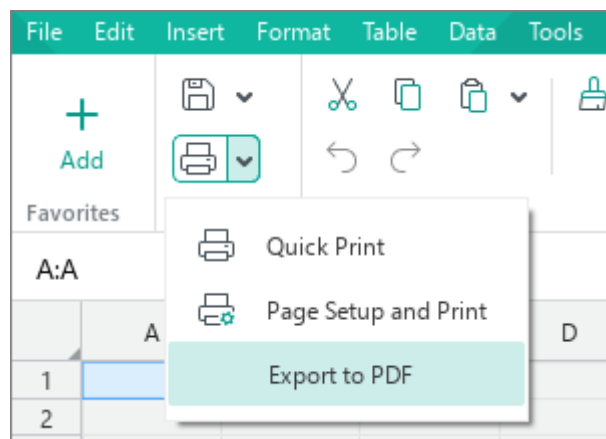 File Edit Insert Format Table Data Tools
Add
Favorites
Quick Print
A:A
Page Setup and Print
A D
Export to PDF
1
2